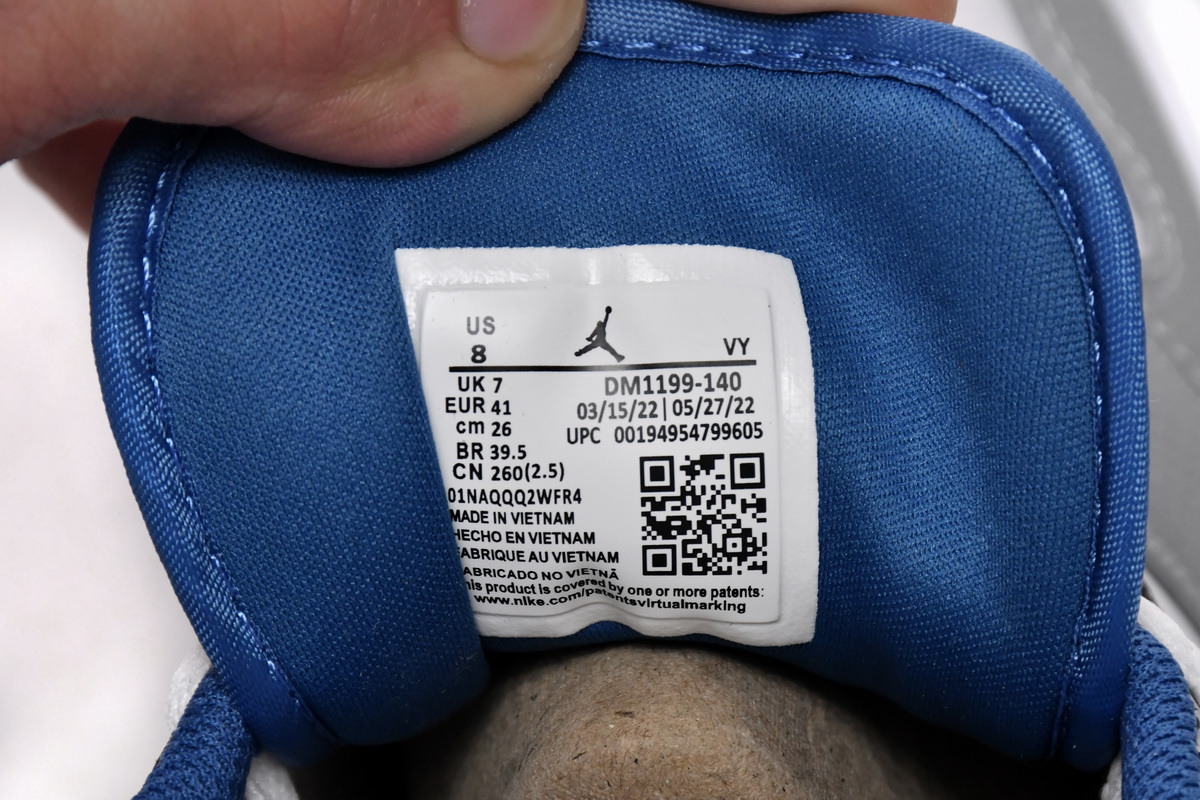 US
8
VY
UK 7
EUR 41
cm 26
BR 39.5
CN 260(2.5)
DM1199-140
03/15/22 | 05/27/22
UPC 00194954799605
01NAQQQ2WFR4
MADE IN VIETNAM
HECHO EN VIETNAM
FABRIQUE AU VIETNAM
FABRICADO NO VIETNÃ
his product is covered by one or more patents:
www.nike.com/patentsvirtualmarking